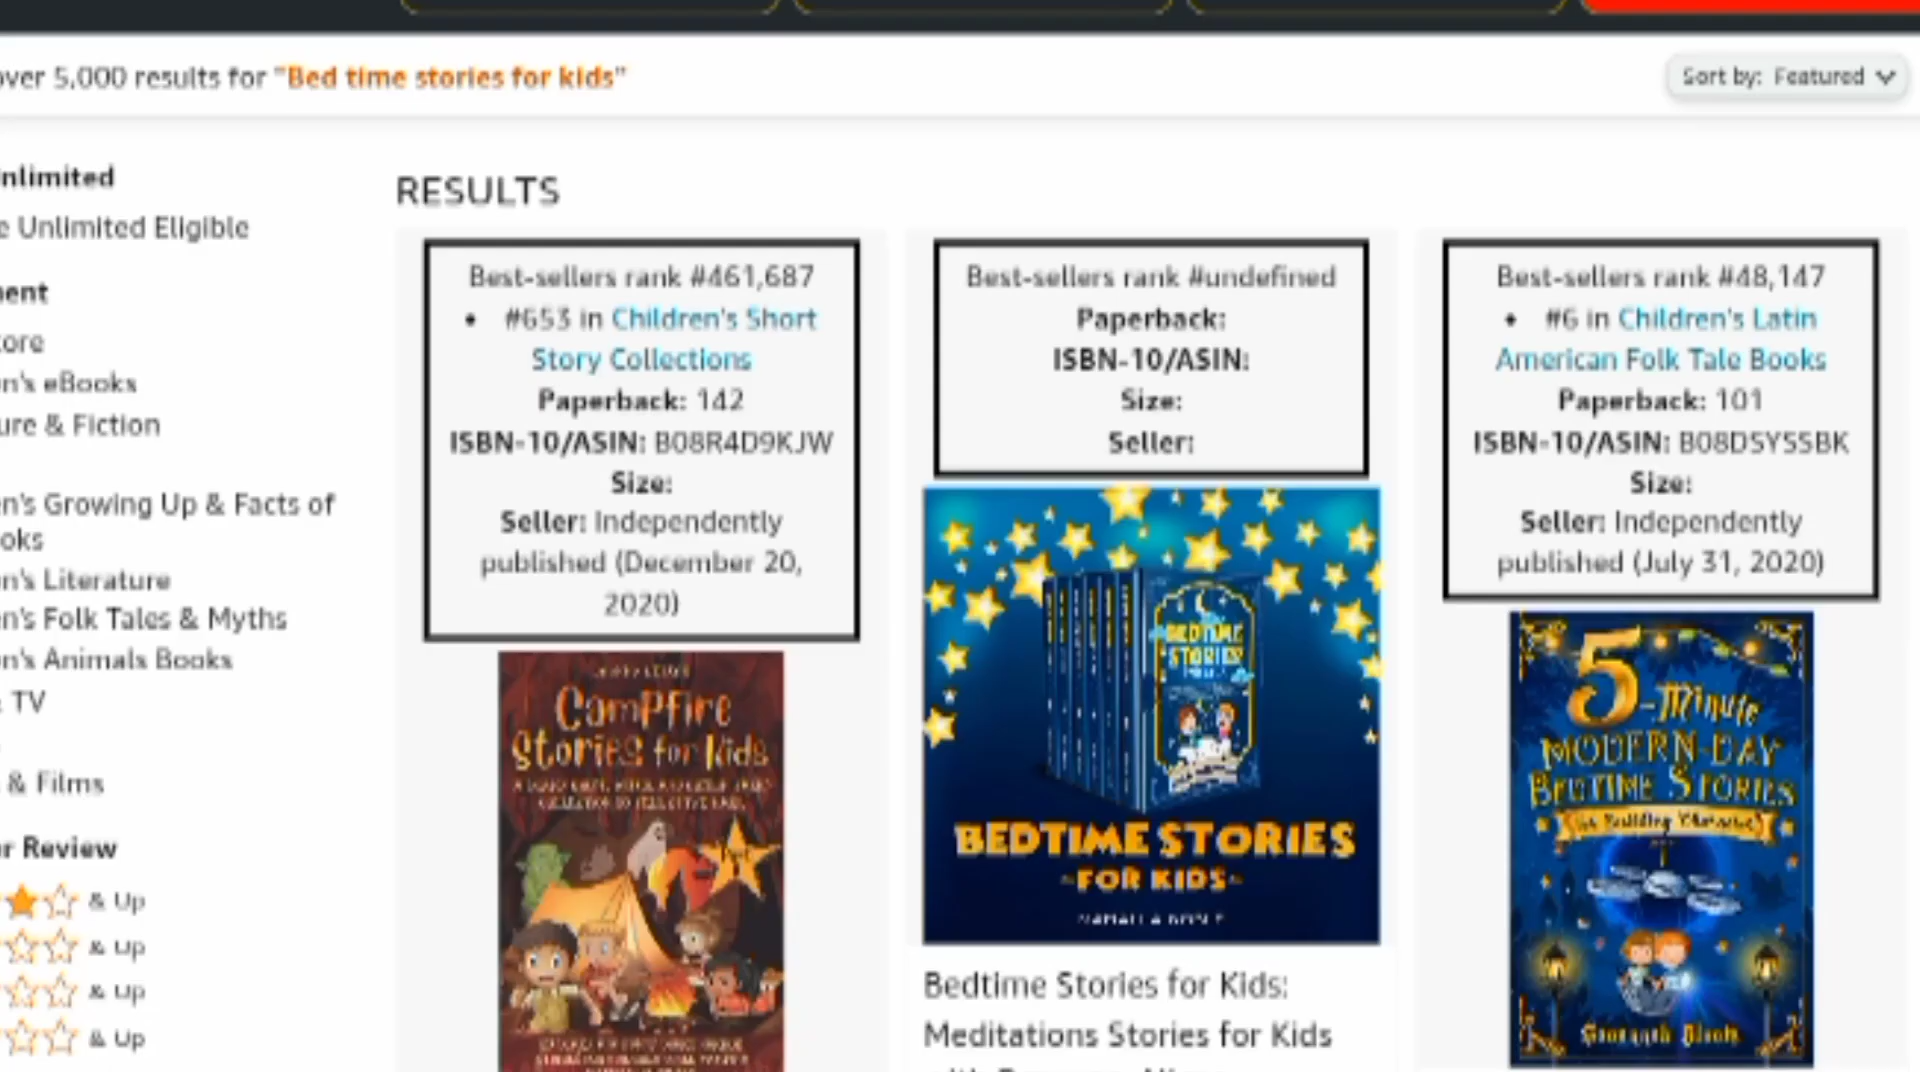 over 5,000 results for "Bed time stories for kids"
Sort by: Featured
nlimited
e Unlimited Eligible
RESULTS
ent
ore
n's eBooks
ure & Fiction
n's Growing Up & Facts of
oks
n's Literature
n's Folk Tales & Myths
n's Animals Books
TV
& Films
r Review
& Up
& Up
& Up
& Up
Best-sellers rank #461,687
• #653 in Children's Short
Story Collections
Paperback: 142
ISBN-10/ASIN: B08R4D9KJW
Size:
Seller: Independently
published (December 20,
2020)
Campfire
Stories for Kids
Best-sellers rank #undefined
Paperback:
ISBN-10/ASIN:
Size:
Seller:
BEDTIME
STORIES
BEDTIME STORIES
-FOR KIDS-
Bedtime Stories for Kids:
Meditations Stories for Kids
Best-sellers rank #48,147
• #6 in Children's Latin
American Folk Tale Books
Paperback: 101
ISBN-10/ASIN: B08DSYSSBK
Size:
Seller: Independently
published (July 31, 2020)
5-Minute
MODERN-DAY
BEDTIME STORIES